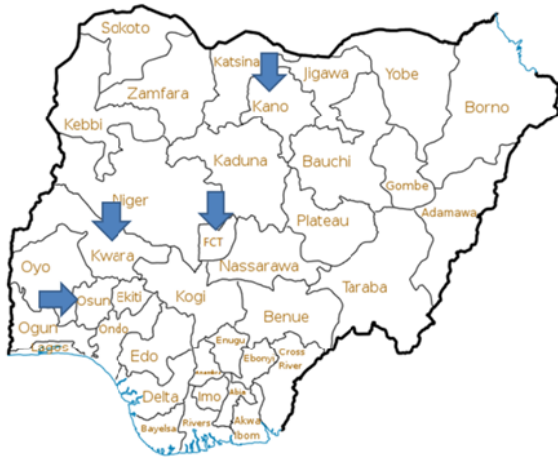 Sokoto
Katsina
Jigawa
Yobe
Borno
Zamfara
Kano
Kebbi
Kaduna
Bauchi
Gombe
Niger
Adamawa
Plateau
FCT
Kwara
Oyo
Nassarawa
Taraba
Osun
Ekiti
Kogi
Benue
Ogun
Ondo
Lagos
Edo
Enugu
Ebonyi
Cross
River
Delta
Imo
Abia
Bayelsa
Rivers
Akwa
Ibom